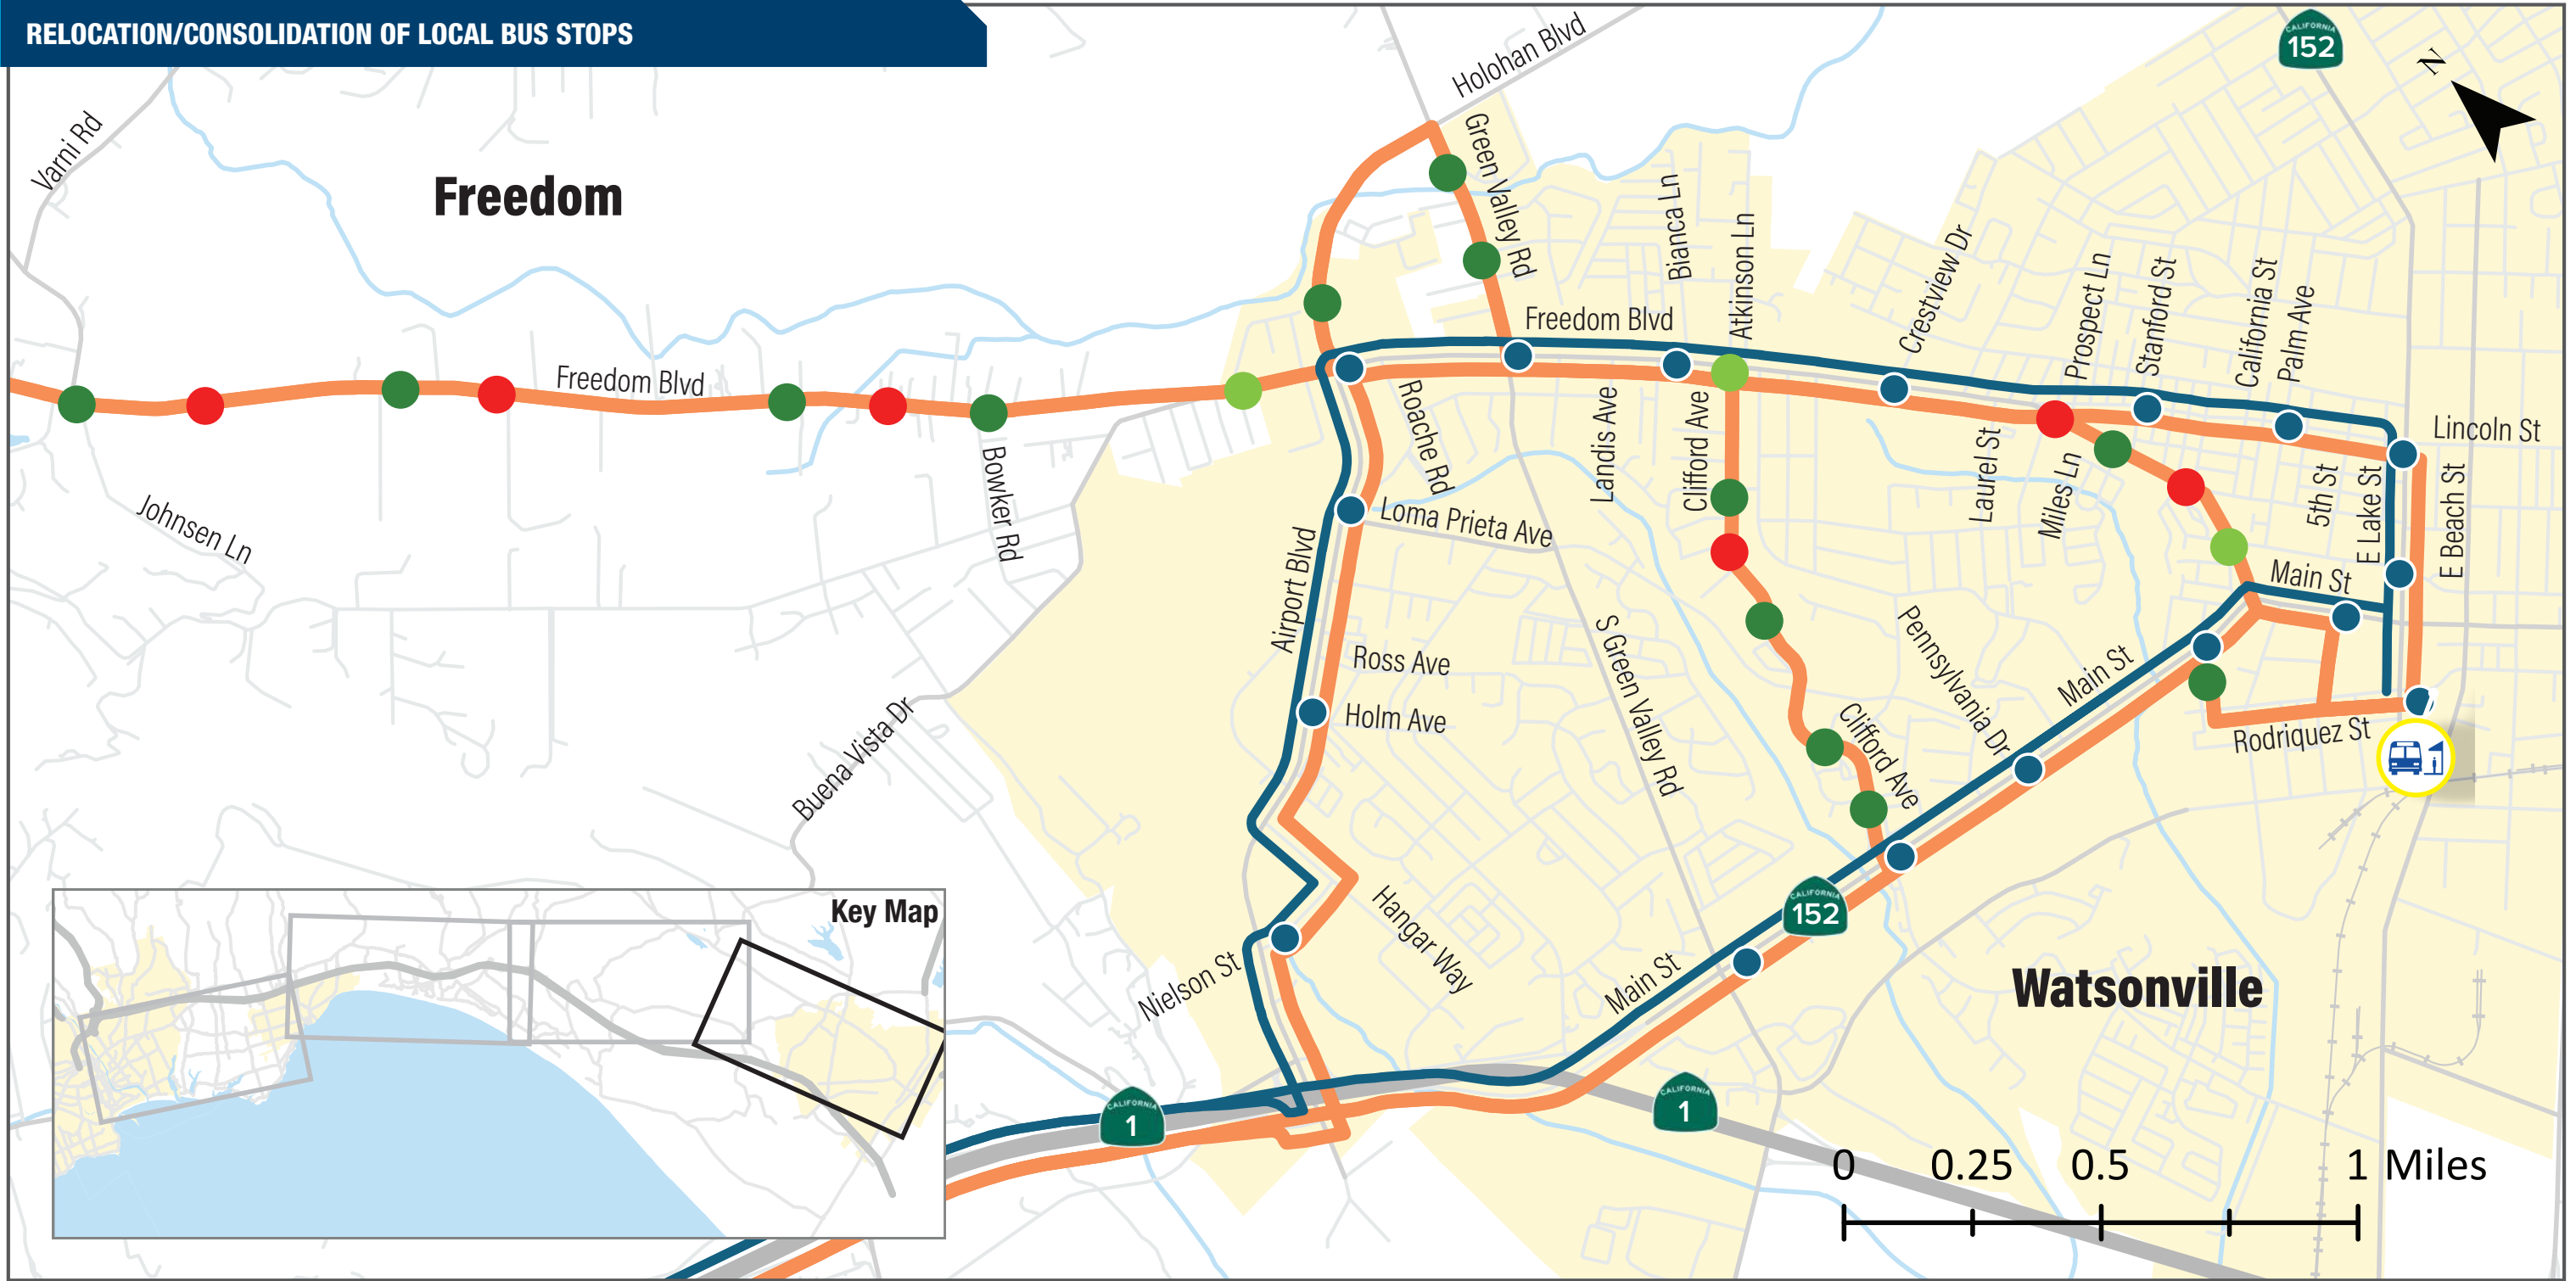 RELOCATION/CONSOLIDATION OF LOCAL BUS STOPS
CALIFORNIA
152
N
Holohan Blvd
Varni Rd
Freedom
Green Valley Rd
Bianca Ln
Atkinson Ln
Crestview Dr
Prospect Ln
Stanford St
California St
Palm Ave
Freedom Blvd
Freedom Blvd
Lincoln St
Roache Rd
Landis Ave
Clifford Ave
Laurel St
Miles Ln
5th St
E Lake St
E Beach St
Bowker Rd
Johnsen Ln
Loma Prieta Ave
Airport Blvd
Main St
Ross Ave
Holm Ave
S Green Valley Rd
Pennsylvania Dr
Main St
Clifford Ave
Rodriquez St
Buena Vista Dr
Hangar Way
Nielson St
Main St
CALIFORNIA
152
Watsonville
Key Map
CALIFORNIA
1
CALIFORNIA
1
0 0.25 0.5 1 Miles